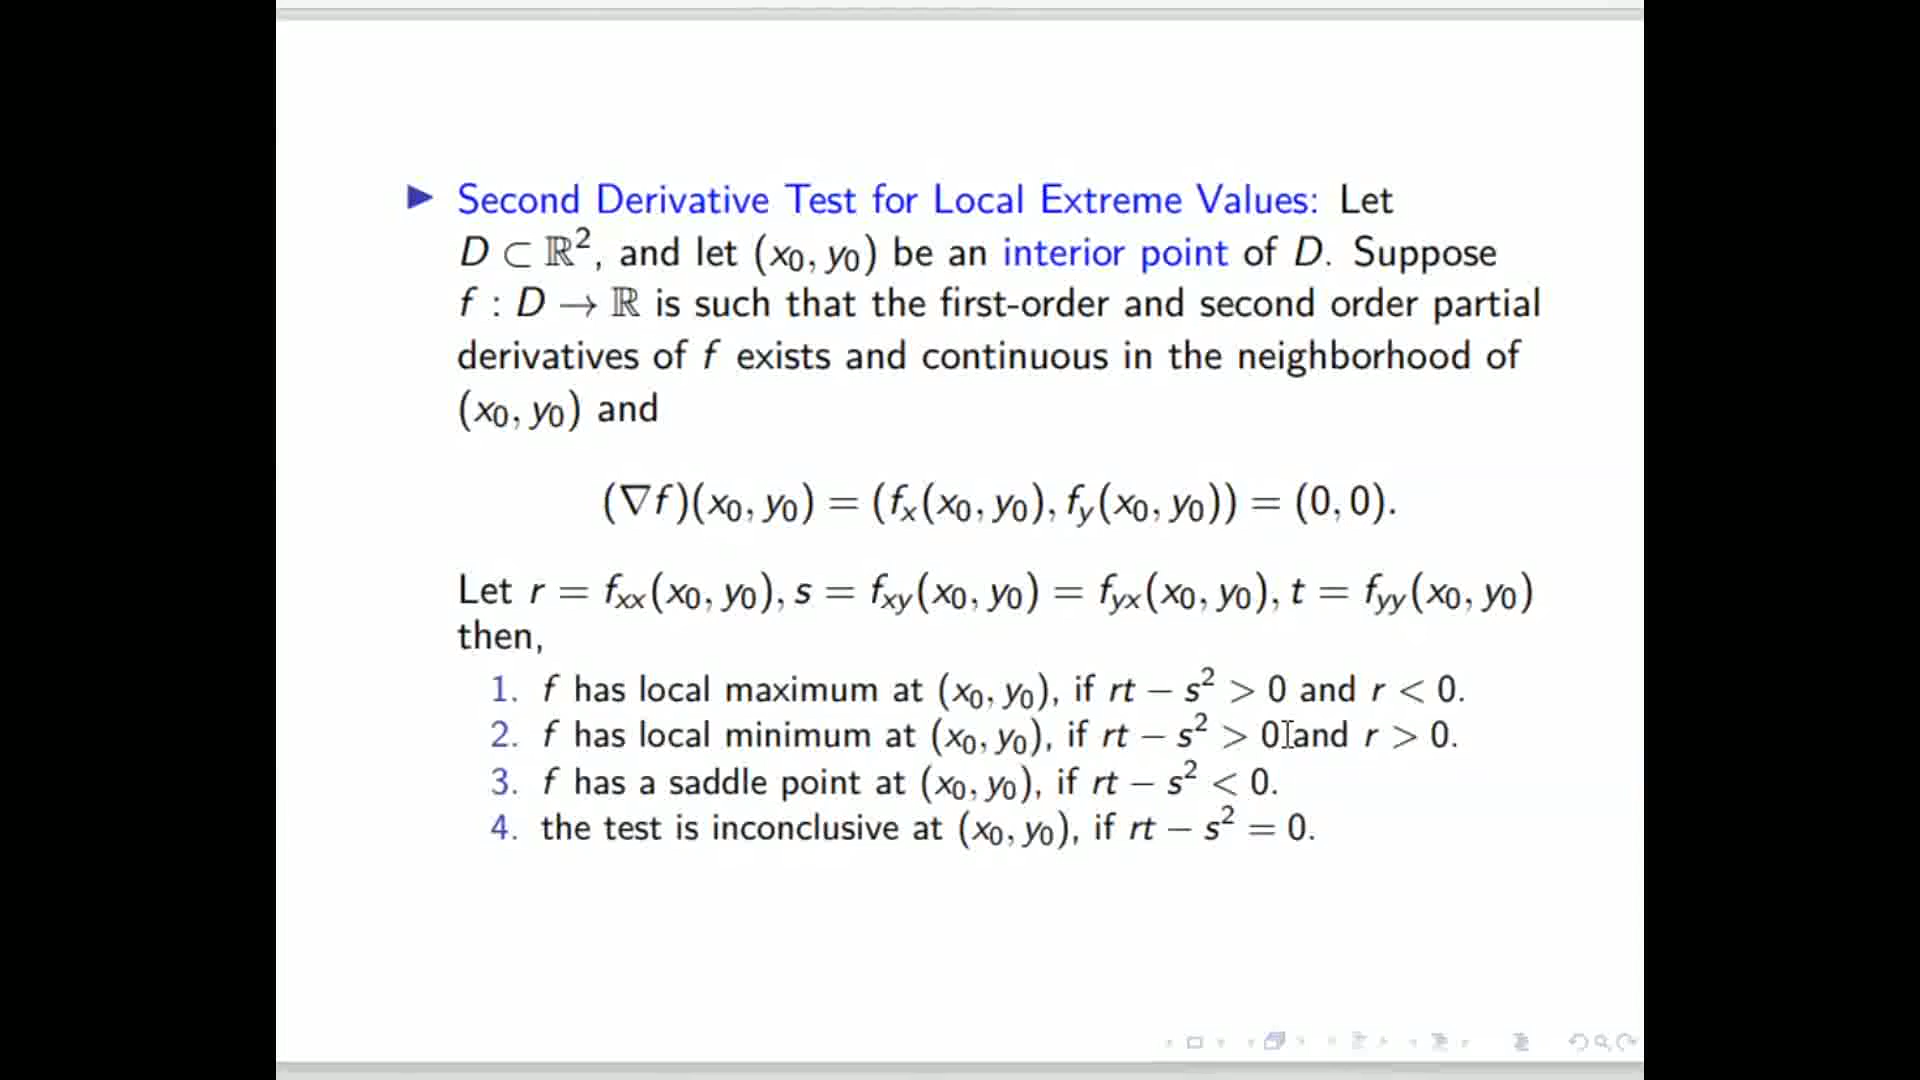 ▶ Second Derivative Test for Local Extreme Values: Let
D ⊂ ℝ², and let (x₀, y₀) be an interior point of D. Suppose
f : D → ℝ is such that the first-order and second order partial
derivatives of f exists and continuous in the neighborhood of
(x₀, y₀) and
(∇f)(x₀, y₀) = (fₓ(x₀, y₀), f_y(x₀, y₀)) = (0, 0).
Let r = fₓₓ(x₀, y₀), s = f_xy(x₀, y₀) = f_yx(x₀, y₀), t = f_yy(x₀, y₀)
then,
1. f has local maximum at (x₀, y₀), if rt − s² > 0 and r < 0.
2. f has local minimum at (x₀, y₀), if rt − s² > 0 and r > 0.
3. f has a saddle point at (x₀, y₀), if rt − s² < 0.
4. the test is inconclusive at (x₀, y₀), if rt − s² = 0.